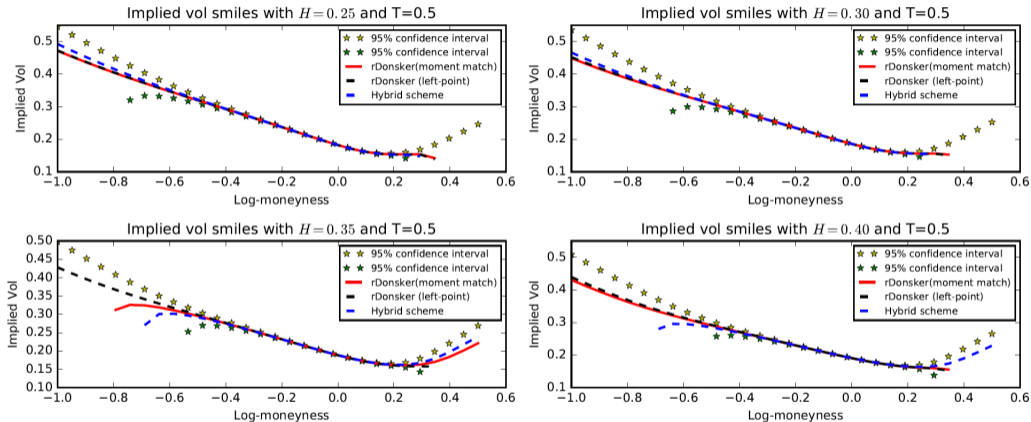 Implied vol smiles with H = 0.25 and T=0.5
0.5
0.4
0.3
0.2
0.1
Implied Vol
95% confidence interval
95% confidence interval
rDonsker(moment match)
rDonsker (left-point)
Hybrid scheme
−1.0 −0.8 −0.6 −0.4 −0.2 0.0 0.2 0.4 0.6
Log-moneyness
Implied vol smiles with H = 0.30 and T=0.5
0.5
0.4
0.3
0.2
0.1
Implied Vol
95% confidence interval
95% confidence interval
rDonsker(moment match)
rDonsker (left-point)
Hybrid scheme
−1.0 −0.8 −0.6 −0.4 −0.2 0.0 0.2 0.4 0.6
Log-moneyness
Implied vol smiles with H = 0.35 and T=0.5
0.50
0.45
0.40
0.35
0.30
0.25
0.20
0.15
0.10
Implied Vol
95% confidence interval
95% confidence interval
rDonsker(moment match)
rDonsker (left-point)
Hybrid scheme
−1.0 −0.8 −0.6 −0.4 −0.2 0.0 0.2 0.4 0.6
Log-moneyness
Implied vol smiles with H = 0.40 and T=0.5
0.5
0.4
0.3
0.2
0.1
Implied Vol
95% confidence interval
95% confidence interval
rDonsker(moment match)
rDonsker (left-point)
Hybrid scheme
−1.0 −0.8 −0.6 −0.4 −0.2 0.0 0.2 0.4 0.6
Log-moneyness